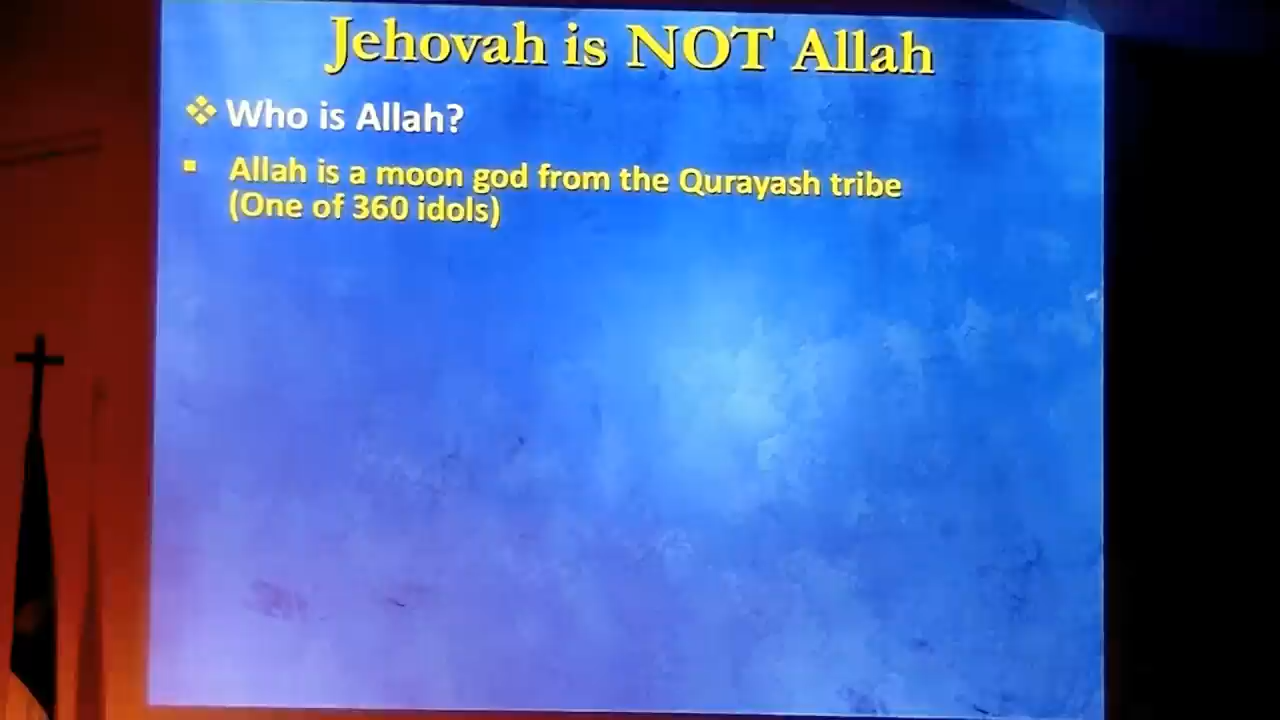 Jehovah is NOT Allah
Who is Allah?
Allah is a moon god from the Qurayash tribe
(One of 360 idols)